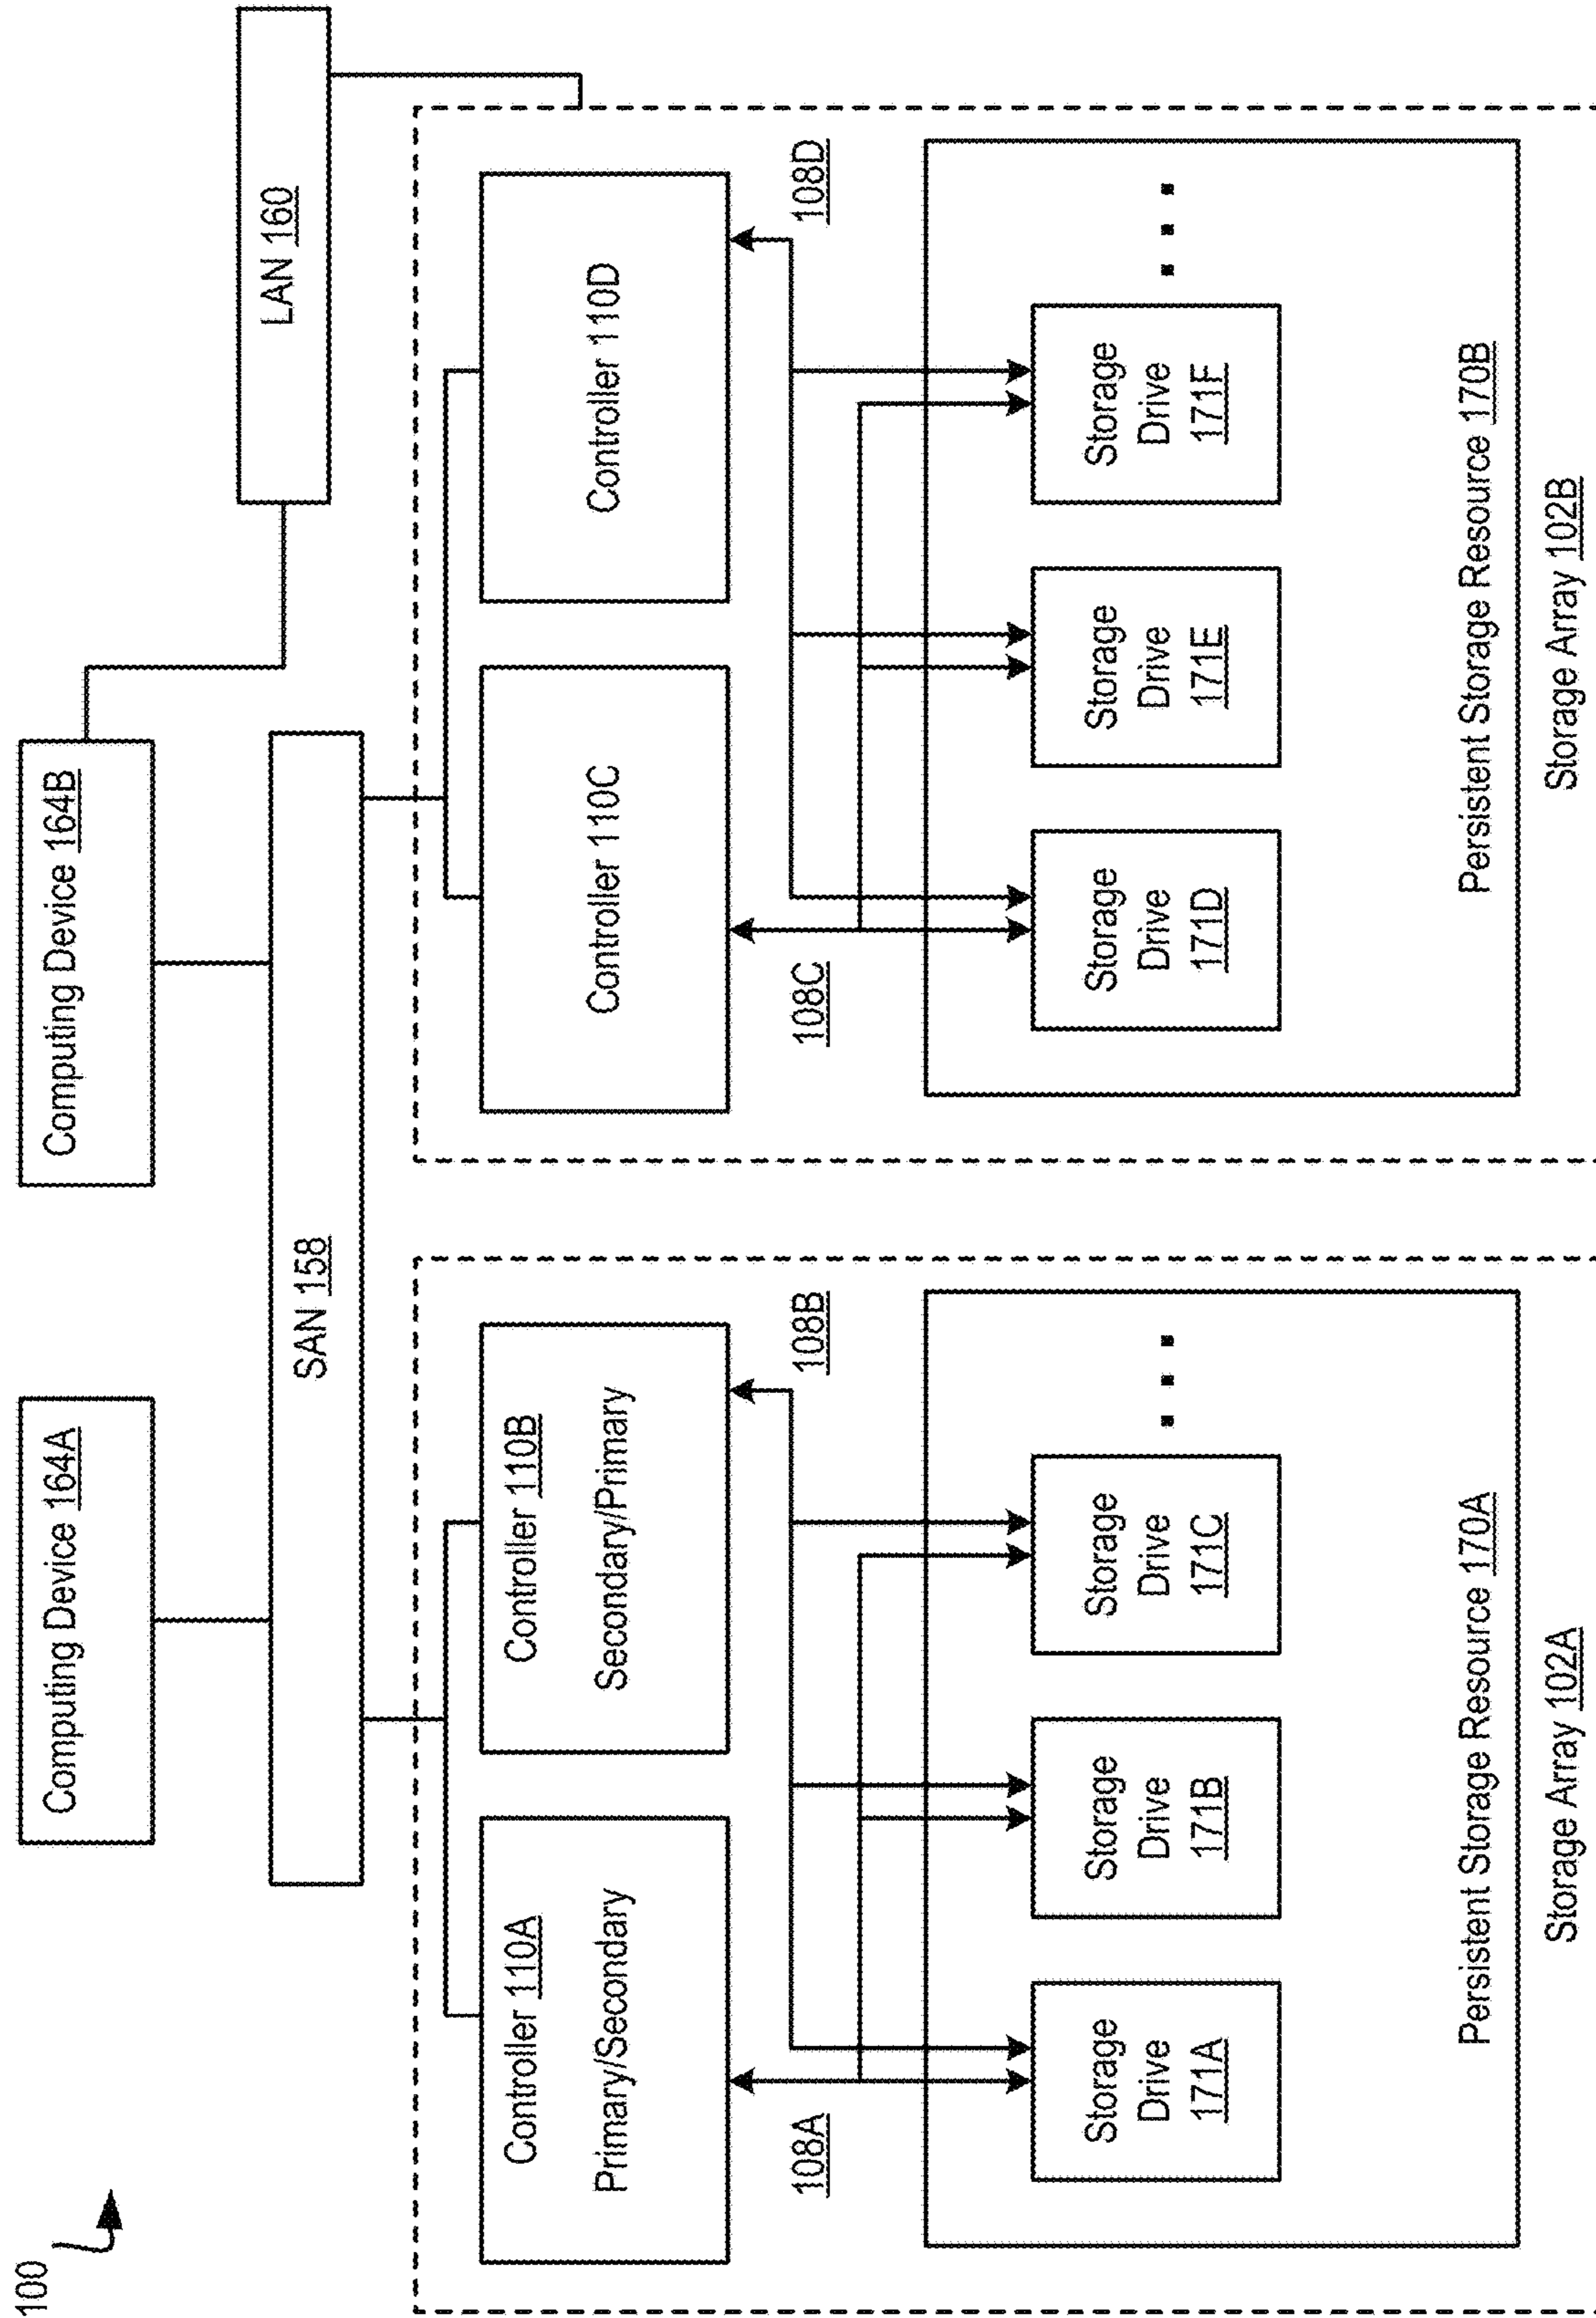 100
Computing Device 164A
Computing Device 164B
SAN 158
LAN 160
Controller 110A
Primary/Secondary
Controller 110B
Secondary/Primary
Controller 110C
Controller 110D
108A
108B
108C
108D
Storage
Drive
171A
Storage
Drive
171B
Storage
Drive
171C
Storage
Drive
171D
Storage
Drive
171E
Storage
Drive
171F
Persistent Storage Resource 170A
Persistent Storage Resource 170B
Storage Array 102A
Storage Array 102B